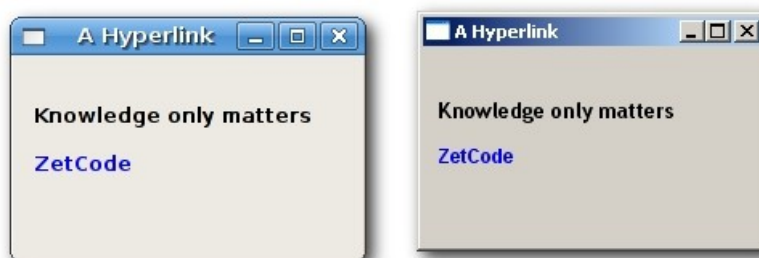 A Hyperlink
Knowledge only matters
ZetCode
A Hyperlink
Knowledge only matters
ZetCode